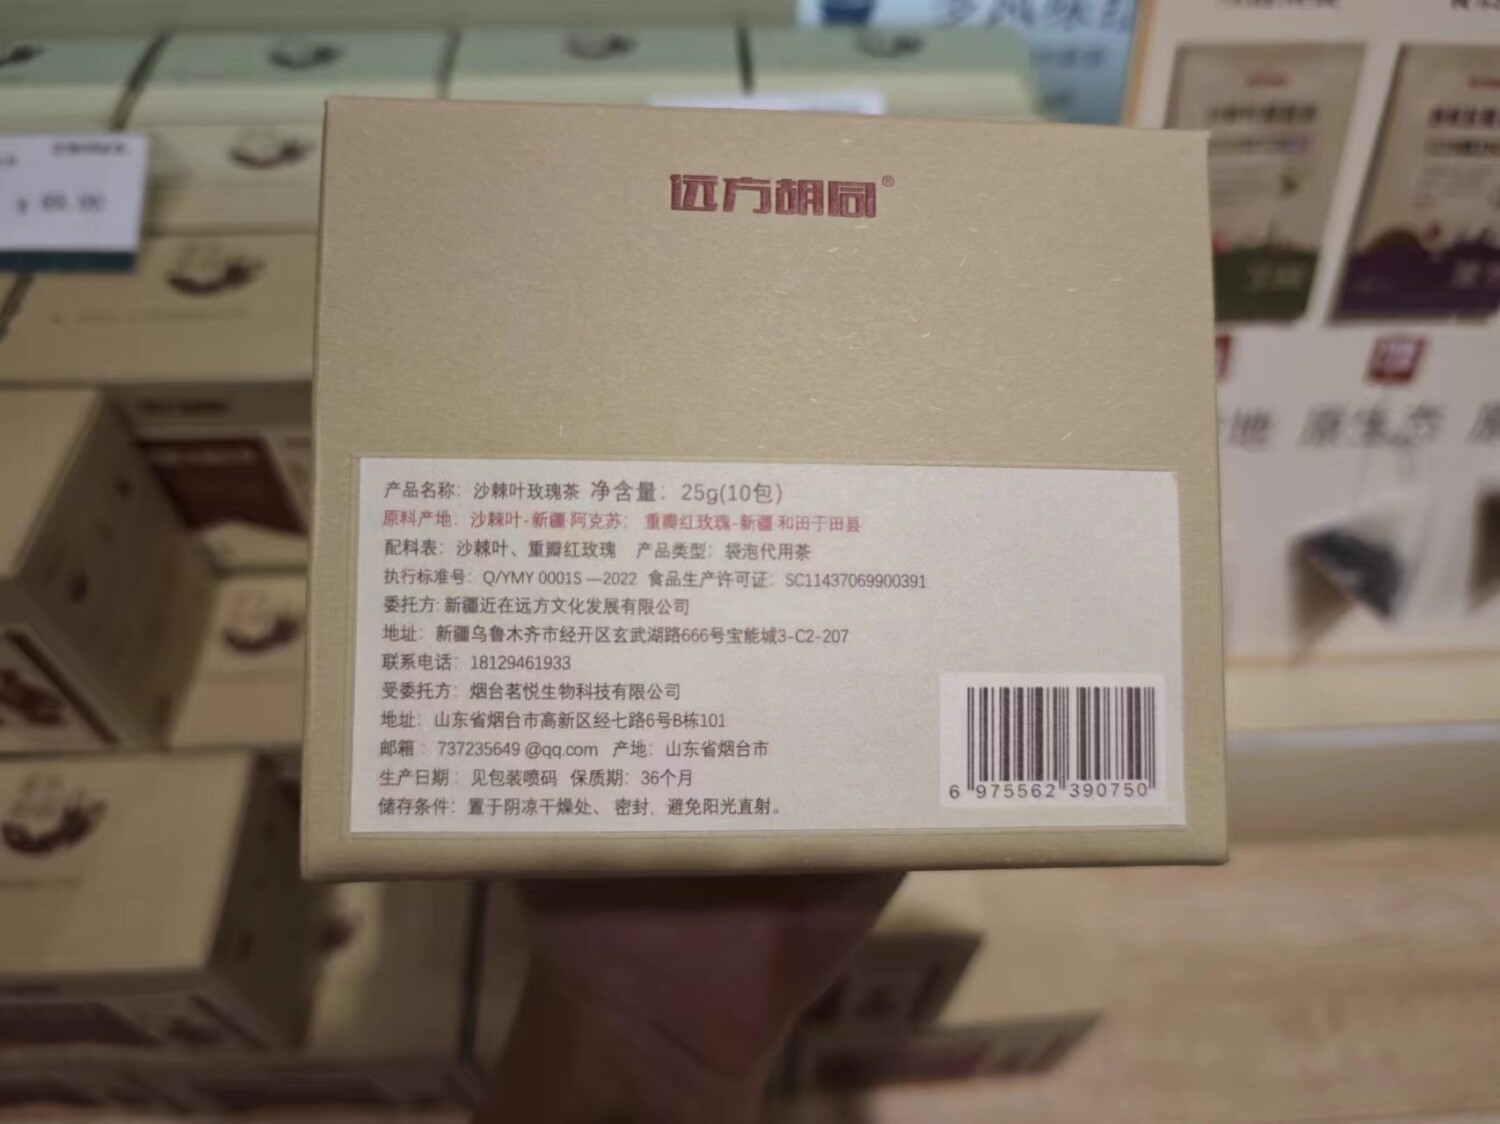 远方胡同®
产品名称：沙棘叶玫瑰茶 净含量：25g(10包)
原料产地：沙棘叶-新疆·阿克苏；重瓣红玫瑰-新疆·和田于田县
配料表：沙棘叶、重瓣红玫瑰 产品类型：袋泡代用茶
执行标准号：Q/YMY 0001S —2022 食品生产许可证：SC11437069900391
委托方:新疆近在远方文化发展有限公司
地址：新疆乌鲁木齐市经开区玄武湖路666号宝能城3-C2-207
联系电话：18129461933
受委托方：烟台茗悦生物科技有限公司
地址：山东省烟台市高新区经七路6号B栋101
邮箱：737235649 @qq.com 产地：山东省烟台市
生产日期：见包装喷码 保质期：36个月
储存条件：置于阴凉干燥处、密封，避免阳光直射。
6 975562 390750
地 原生态